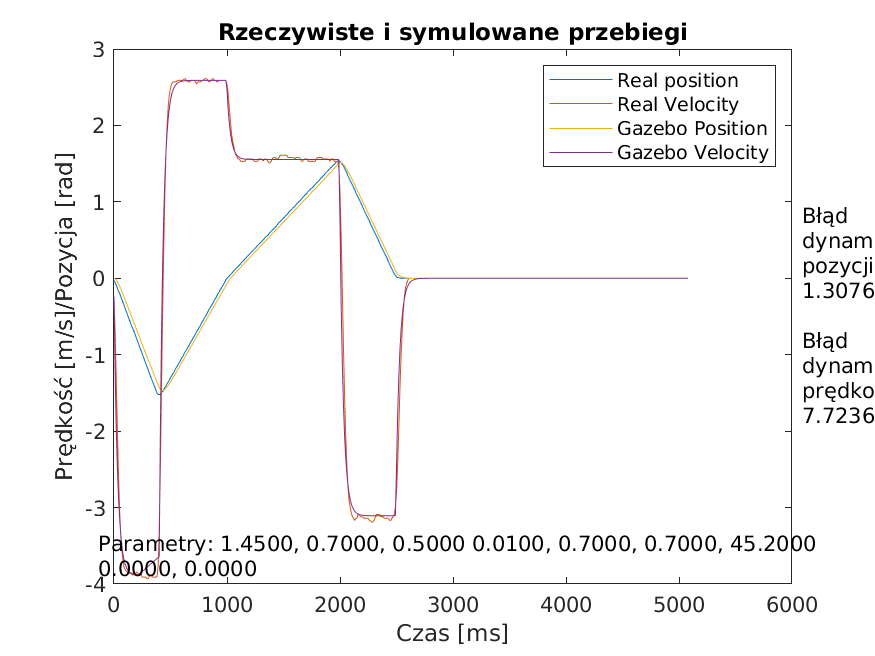 Rzeczywiste i symulowane przebiegi
3
2
1
0
-1
-2
-3
-4
Prędkość [m/s]/Pozycja [rad]
Real position
Real Velocity
Gazebo Position
Gazebo Velocity
Błąd
dynam
pozycji
1.3076
Błąd
dynam
prędko
7.7236
Parametry: 1.4500, 0.7000, 0.5000 0.0100, 0.7000, 0.7000, 45.2000
0.0000, 0.0000
0 1000 2000 3000 4000 5000 6000
Czas [ms]